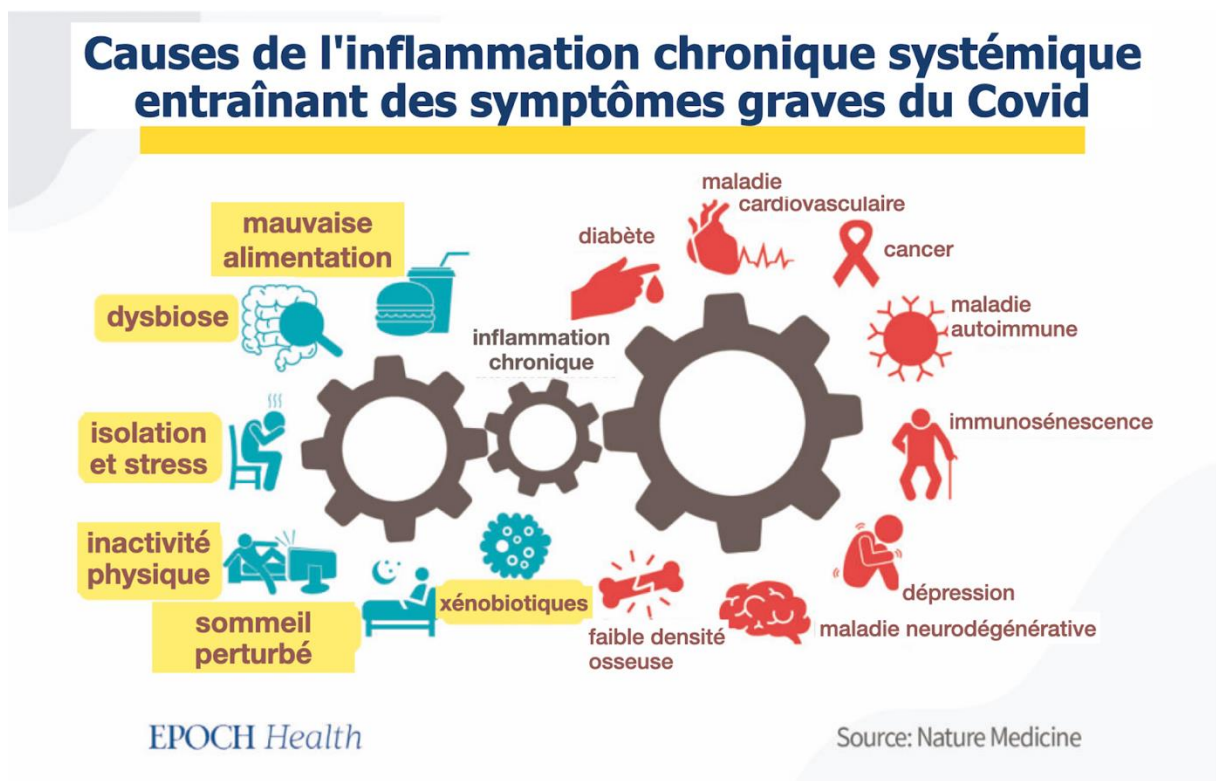 Causes de l'inflammation chronique systémique
entraînant des symptômes graves du Covid
mauvaise
alimentation
dysbiose
isolation
et stress
inactivité
physique
sommeil
perturbé
xénobiotiques
inflammation
chronique
diabète
maladie
cardiovasculaire
cancer
maladie
autoimmune
immunosénescence
dépression
maladie neurodégénérative
faible densité
osseuse
EPOCH Health
Source: Nature Medicine